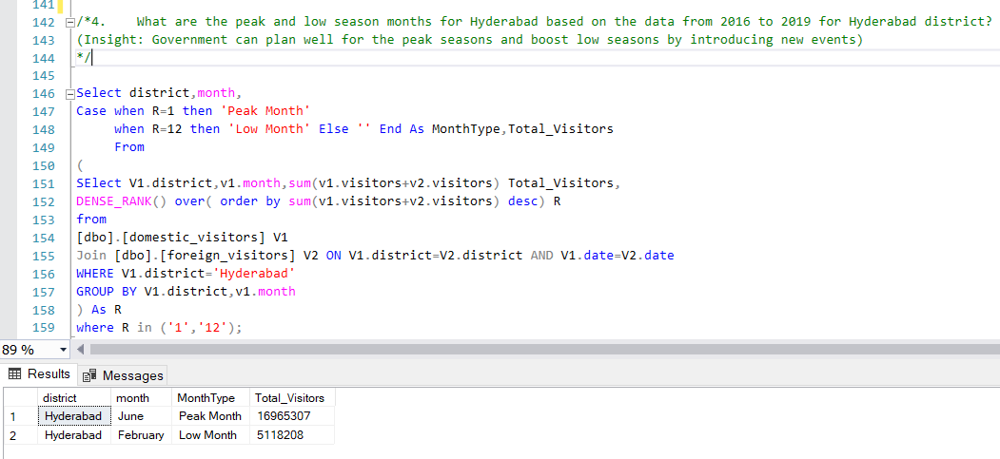 141
142 /*4.    What are the peak and low season months for Hyderabad based on the data from 2016 to 2019 for Hyderabad district?
143 (Insight: Government can plan well for the peak seasons and boost low seasons by introducing new events)
144 */
145
146 Select district,month,
147 Case when R=1 then 'Peak Month'
148      when R=12 then 'Low Month' Else '' End As MonthType,Total_Visitors
149      From
150 (
151 SElect V1.district,v1.month,sum(v1.visitors+v2.visitors) Total_Visitors,
152 DENSE_RANK() over( order by sum(v1.visitors+v2.visitors) desc) R
153 from
154 [dbo].[domestic_visitors] V1
155 Join [dbo].[foreign_visitors] V2 ON V1.district=V2.district AND V1.date=V2.date
156 WHERE V1.district='Hyderabad'
157 GROUP BY V1.district,v1.month
158 ) As R
159 where R in ('1','12');
89 %
Results Messages
district month MonthType Total_Visitors
1 Hyderabad June Peak Month 16965307
2 Hyderabad February Low Month 5118208